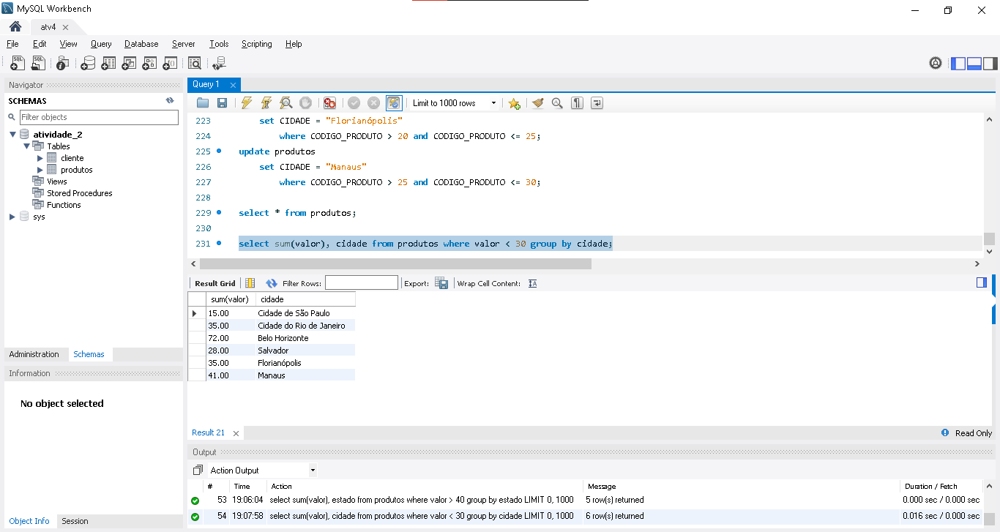 MySQL Workbench
atv4
File Edit View Query Database Server Tools Scripting Help
Navigator
SCHEMAS
Filter objects
atividade_2
Tables
cliente
produtos
Views
Stored Procedures
Functions
sys
Administration Schemas
Information
No object selected
Object Info Session
Query 1
Limit to 1000 rows
223 set CIDADE = "Florianópolis"
224 where CODIGO_PRODUTO > 20 and CODIGO_PRODUTO <= 25;
225 update produtos
226 set CIDADE = "Manaus"
227 where CODIGO_PRODUTO > 25 and CODIGO_PRODUTO <= 30;
228
229 select * from produtos;
230
231 select sum(valor), cidade from produtos where valor < 30 group by cidade;
Result Grid Filter Rows: Export: Wrap Cell Content:
sum(valor) cidade
15.00 Cidade de São Paulo
35.00 Cidade do Rio de Janeiro
72.00 Belo Horizonte
28.00 Salvador
35.00 Florianópolis
41.00 Manaus
Result 21 Read Only
Output
Action Output
# Time Action Message Duration / Fetch
53 19:06:04 select sum(valor), estado from produtos where valor > 40 group by estado LIMIT 0, 1000 5 row(s) returned 0.000 sec / 0.000 sec
54 19:07:58 select sum(valor), cidade from produtos where valor < 30 group by cidade LIMIT 0, 1000 6 row(s) returned 0.016 sec / 0.000 sec